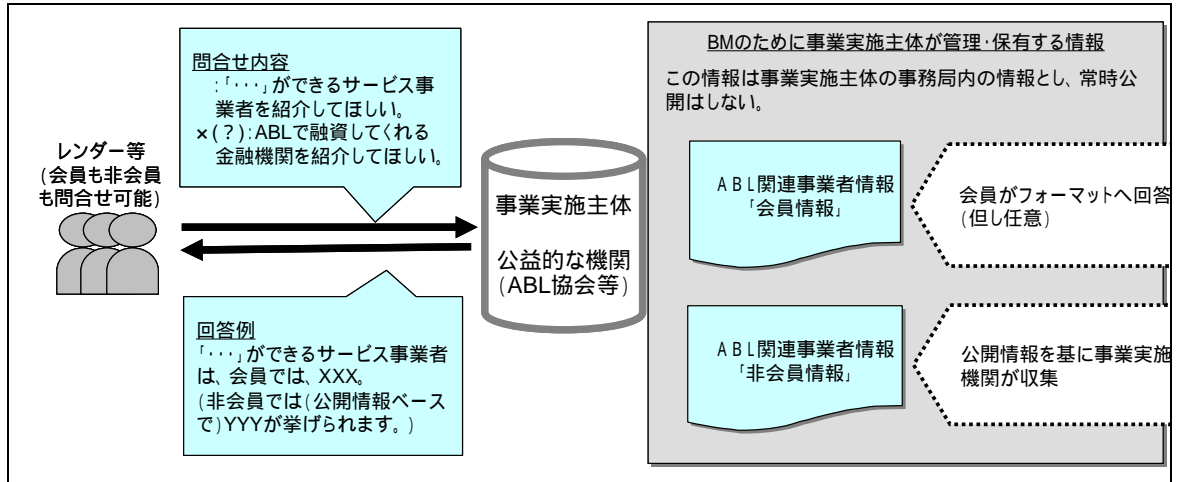 問合せ内容
:「・・・」ができるサービス事
業者を紹介してほしい。
×(?):ABLで融資してくれる
金融機関を紹介してほしい。
レンダー等
(会員も非会員
も問合せ可能)
回答例
「・・・」ができるサービス事業者
は、会員では、XXX。
(非会員では(公開情報ベース
で)YYYが挙げられます。)
事業実施主体
公益的な機関
(ABL協会等)
BMのために事業実施主体が管理・保有する情報
この情報は事業実施主体の事務局内の情報とし、常時公
開はしない。
ABL関連事業者情報
「会員情報」
会員がフォーマットへ回答
(但し任意)
ABL関連事業者情報
「非会員情報」
公開情報を基に事業実施
機関が収集